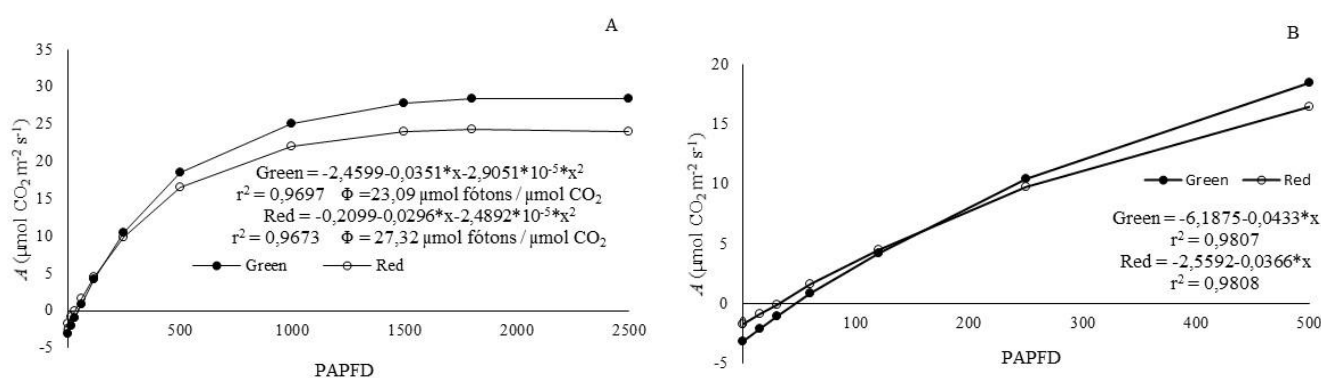 A
35
30
25
20
15
10
5
0
-5
500
1000
1500
2000
2500
A (μmol CO₂ m⁻² s⁻¹)
PAPFD
Green = -2,4599-0,0351*x-2,9051*10⁻⁵*x²
r² = 0,9697 Φ =23,09 μmol fótons / μmol CO₂
Red = -0,2099-0,0296*x-2,4892*10⁻⁵*x²
r² = 0,9673 Φ = 27,32 μmol fótons / μmol CO₂
Green Red
B
20
15
10
5
0
-5
100
200
300
400
500
A (μmol CO₂ m⁻² s⁻¹)
PAPFD
Green Red
Green = -6,1875-0,0433*x
r² = 0,9807
Red = -2,5592-0,0366*x
r² = 0,9808